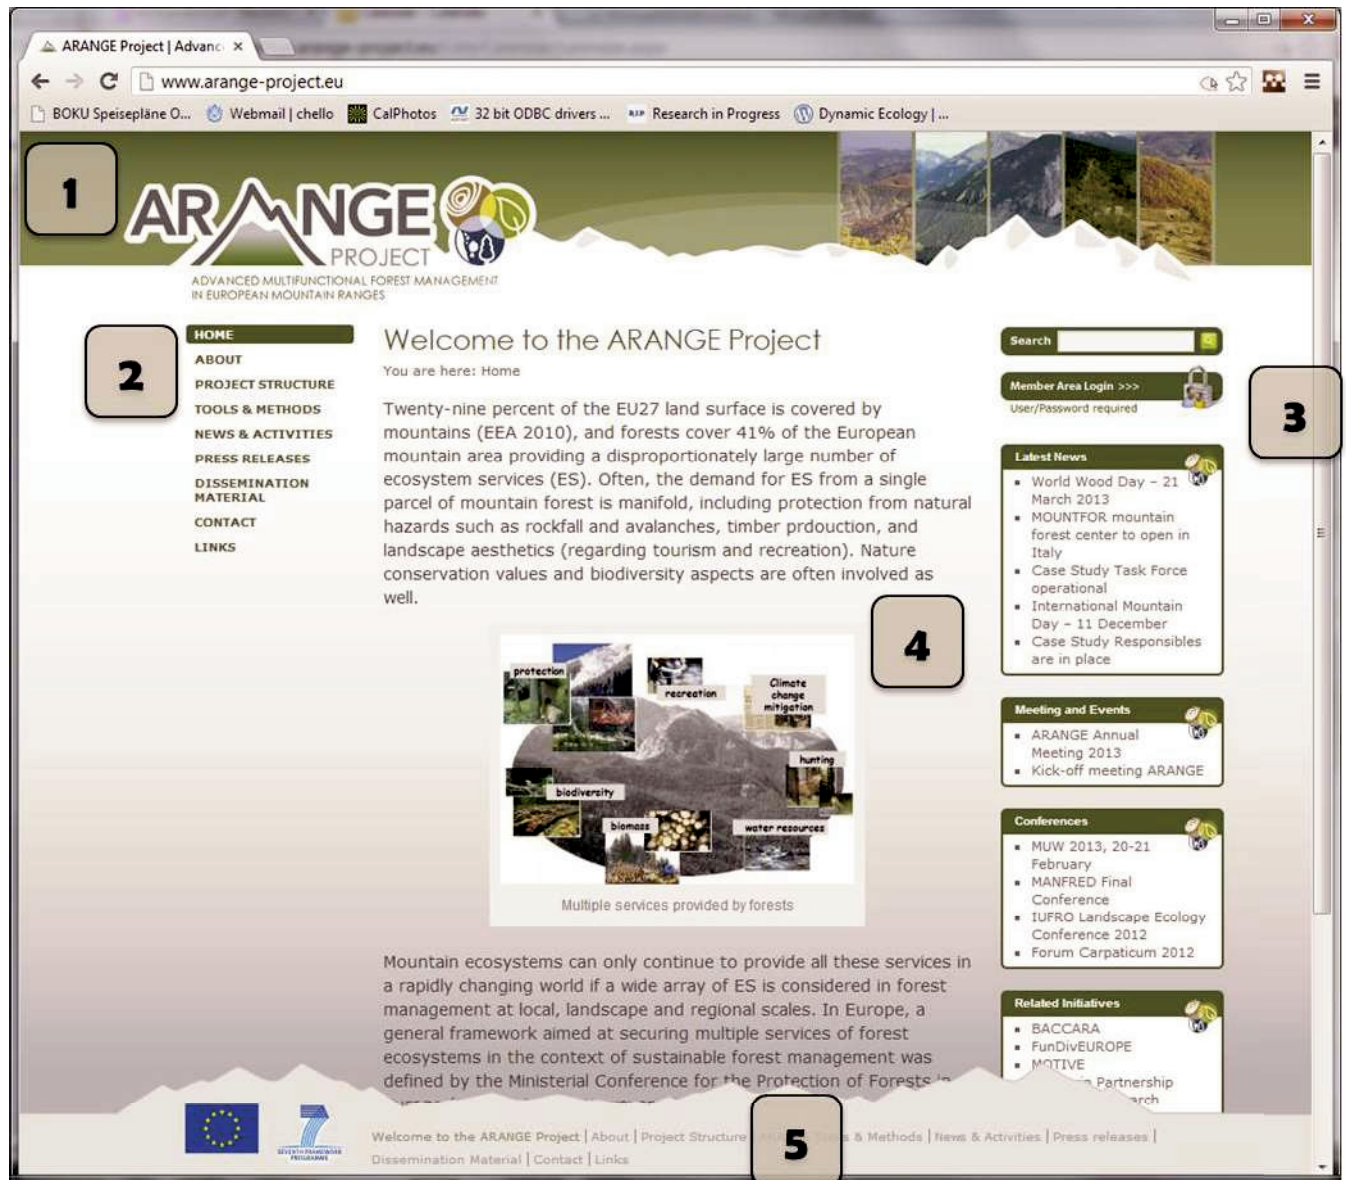 ARANGE Project | Advanc
www.arange-project.eu
BOKU Speisepläne O... Webmail | chello CalPhotos 32 bit ODBC drivers ... RIP Research in Progress Dynamic Ecology | ...
1
ARANGE
PROJECT
ADVANCED MULTIFUNCTIONAL FOREST MANAGEMENT
IN EUROPEAN MOUNTAIN RANGES
2
HOME
ABOUT
PROJECT STRUCTURE
TOOLS & METHODS
NEWS & ACTIVITIES
PRESS RELEASES
DISSEMINATION
MATERIAL
CONTACT
LINKS
Welcome to the ARANGE Project
You are here: Home
Twenty-nine percent of the EU27 land surface is covered by
mountains (EEA 2010), and forests cover 41% of the European
mountain area providing a disproportionately large number of
ecosystem services (ES). Often, the demand for ES from a single
parcel of mountain forest is manifold, including protection from natural
hazards such as rockfall and avalanches, timber prdouction, and
landscape aesthetics (regarding tourism and recreation). Nature
conservation values and biodiversity aspects are often involved as
well.
4
protection
recreation
Climate
change
mitigation
hunting
biodiversity
biomass
water resources
Multiple services provided by forests
Mountain ecosystems can only continue to provide all these services in
a rapidly changing world if a wide array of ES is considered in forest
management at local, landscape and regional scales. In Europe, a
general framework aimed at securing multiple services of forest
ecosystems in the context of sustainable forest management was
defined by the Ministerial Conference for the Protection of Forests in
Search
Member Area Login >>>
User/Password required
3
Latest News
World Wood Day – 21
March 2013
MOUNTFOR mountain
forest center to open in
Italy
Case Study Task Force
operational
International Mountain
Day – 11 December
Case Study Responsibles
are in place
Meeting and Events
ARANGE Annual
Meeting 2013
Kick-off meeting ARANGE
Conferences
MUW 2013, 20-21
February
MANFRED Final
Conference
IUFRO Landscape Ecology
Conference 2012
Forum Carpaticum 2012
Related Initiatives
BACCARA
FunDivEUROPE
MOTIVE
Partnership
5
7
SEVENTH FRAMEWORK
PROGRAMME
Welcome to the ARANGE Project | About | Project Structure & Methods | News & Activities | Press releases |
Dissemination Material | Contact | Links